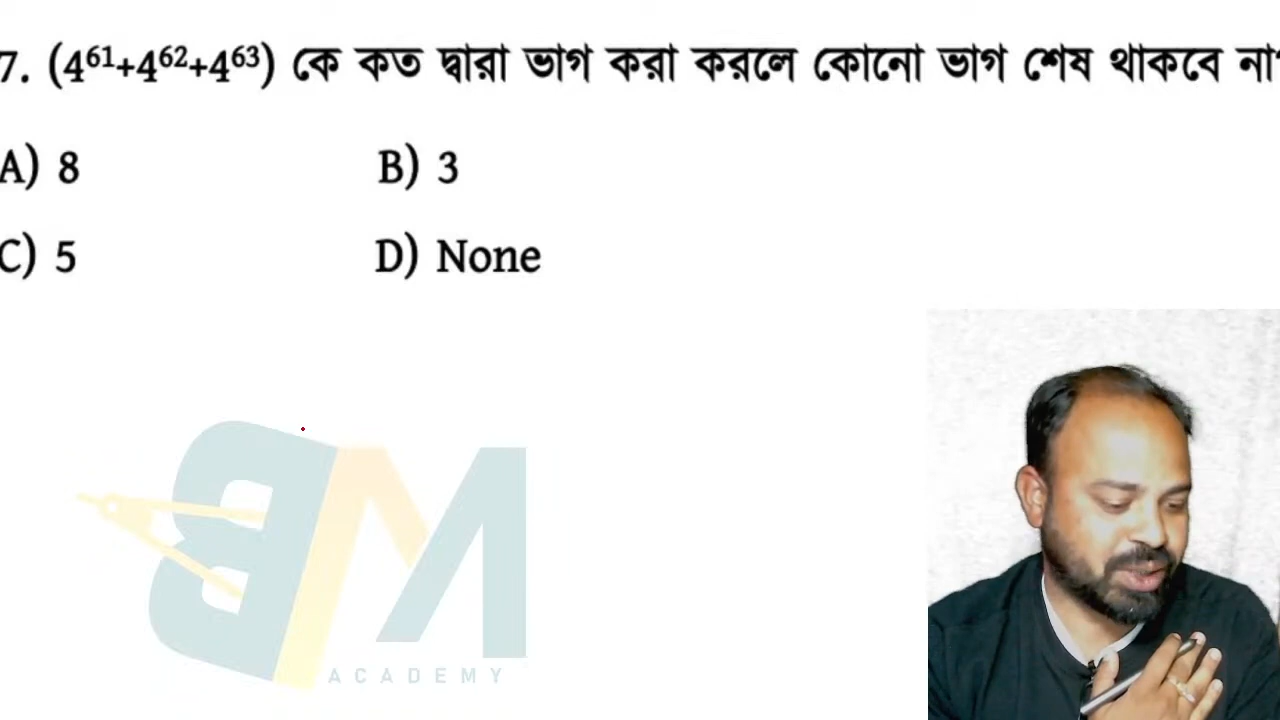 7. (4⁶¹+4⁶²+4⁶³) কে কত দ্বারা ভাগ করা করলে কোনো ভাগ শেষ থাকবে না
A) 8 B) 3
C) 5 D) None
ACADEMY